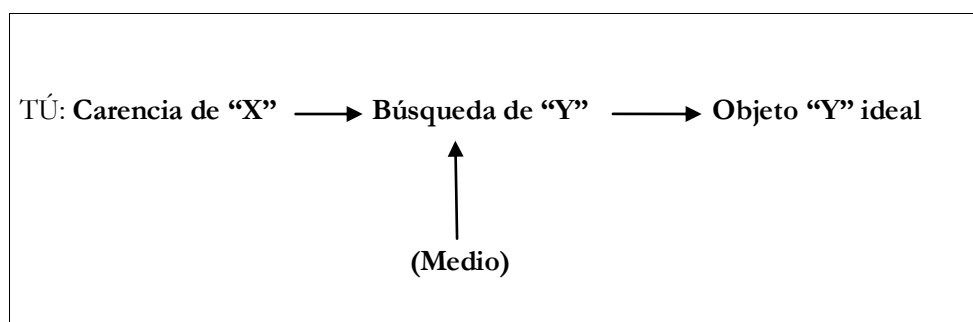 TÚ: Carencia de “X” Búsqueda de “Y” Objeto “Y” ideal
(Medio)